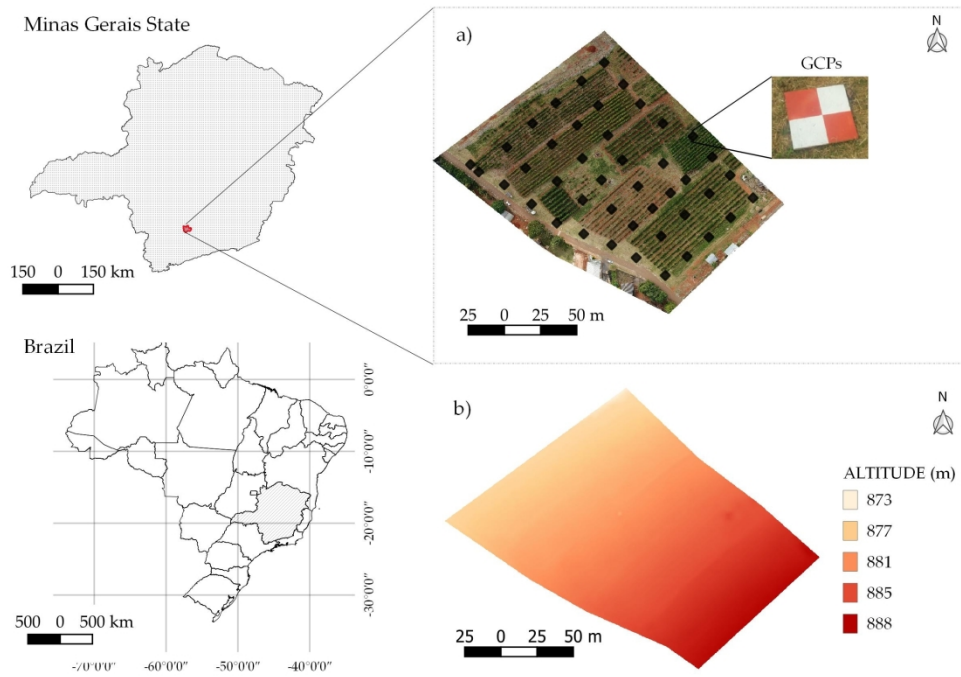 Minas Gerais State
150 0 150 km
a)
N
GCPs
25 0 25 50 m
Brazil
0°0'0"
-10°0'0"
-20°0'0"
-30°0'0"
500 0 500 km
-70°0'0" -60°0'0" -50°0'0" -40°0'0"
b)
N
ALTITUDE (m)
873
877
881
885
888
25 0 25 50 m